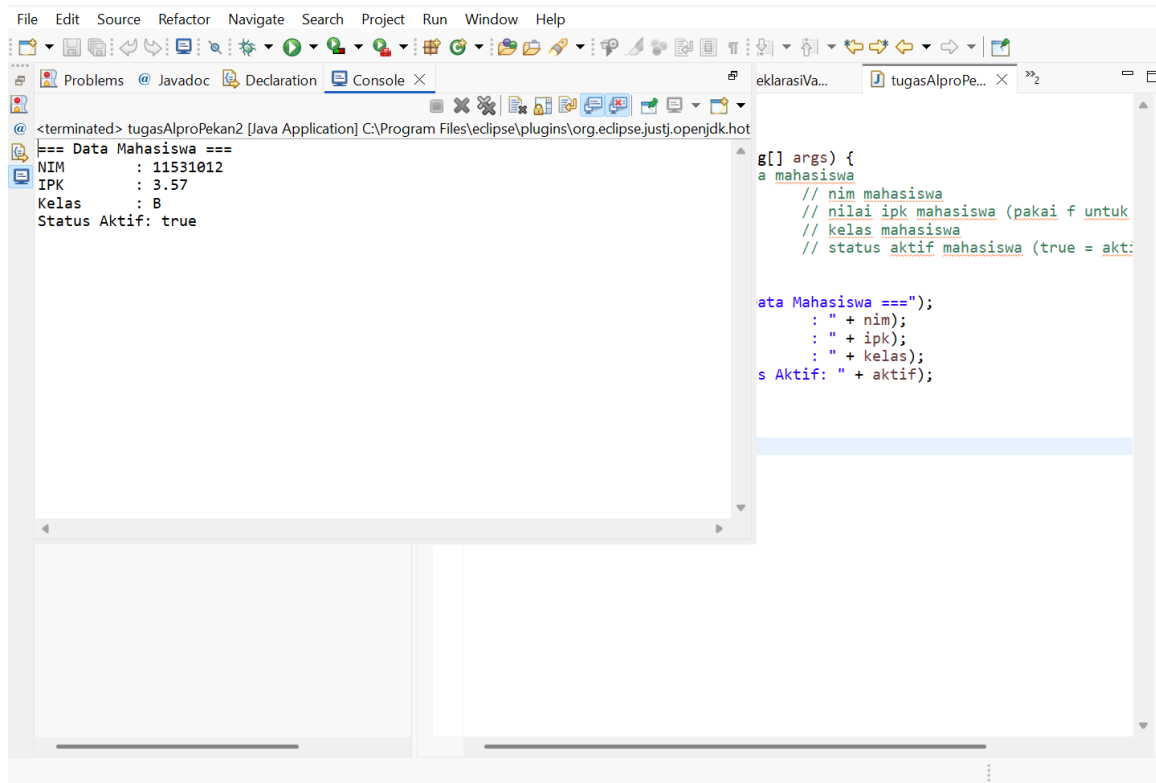 File Edit Source Refactor Navigate Search Project Run Window Help
Problems @ Javadoc Declaration Console
eklarasiVa... tugasAlproPe... »2
<terminated> tugasAlproPekan2 [Java Application] C:\Program Files\eclipse\plugins\org.eclipse.justj.openjdk.hot
=== Data Mahasiswa ===
NIM : 11531012
IPK : 3.57
Kelas : B
Status Aktif: true
g[] args) {
a mahasiswa
// nim mahasiswa
// nilai ipk mahasiswa (pakai f untuk
// kelas mahasiswa
// status aktif mahasiswa (true = akti
ata Mahasiswa ===");
: " + nim);
: " + ipk);
: " + kelas);
s Aktif: " + aktif);